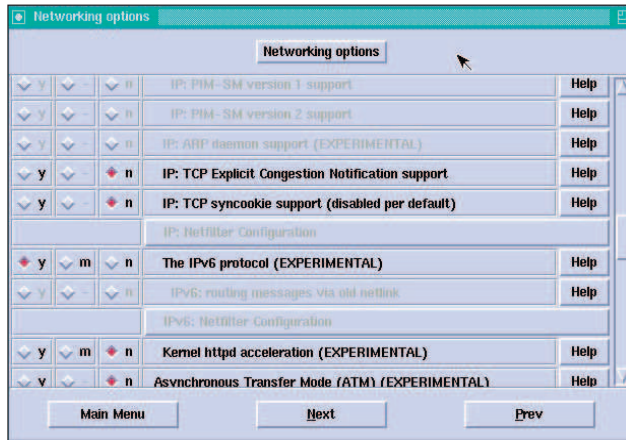 Networking options
Networking options
y - n IP: PIM-SM version 1 support Help
y - n IP: PIM-SM version 2 support Help
y - n IP: ARP daemon support (EXPERIMENTAL) Help
y - n IP: TCP Explicit Congestion Notification support Help
y - n IP: TCP syncookie support (disabled per default) Help
IP: Netfilter Configuration
y m n The IPv6 protocol (EXPERIMENTAL) Help
y - n IPv6: routing messages via old netlink Help
IPv6: Netfilter Configuration
y m n Kernel httpd acceleration (EXPERIMENTAL) Help
y - n Asynchronous Transfer Mode (ATM) (EXPERIMENTAL) Help
Main Menu Next Prev